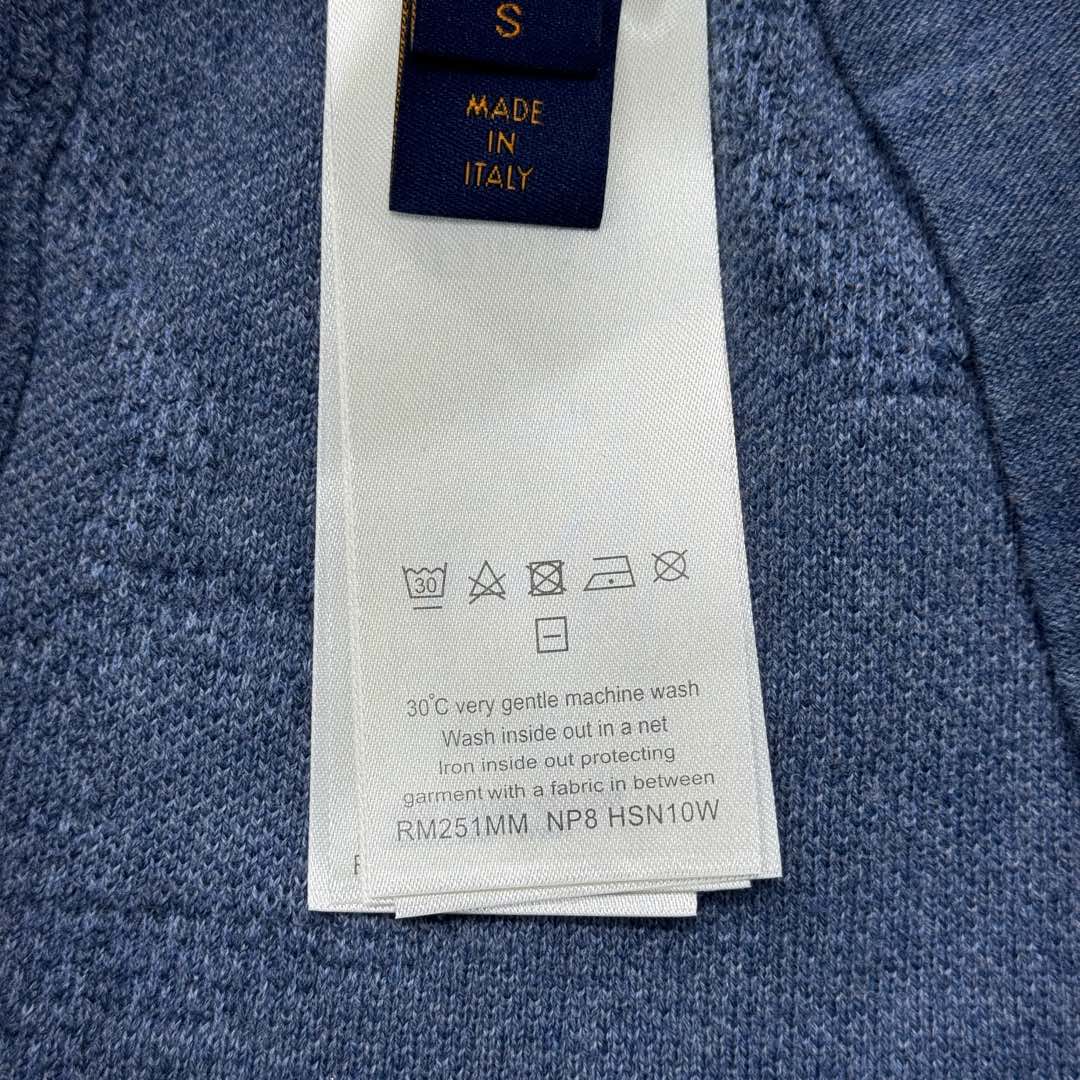 S
MADE
IN
ITALY
30
30°C very gentle machine wash
Wash inside out in a net
Iron inside out protecting
garment with a fabric in between
RM251MM NP8 HSN10W